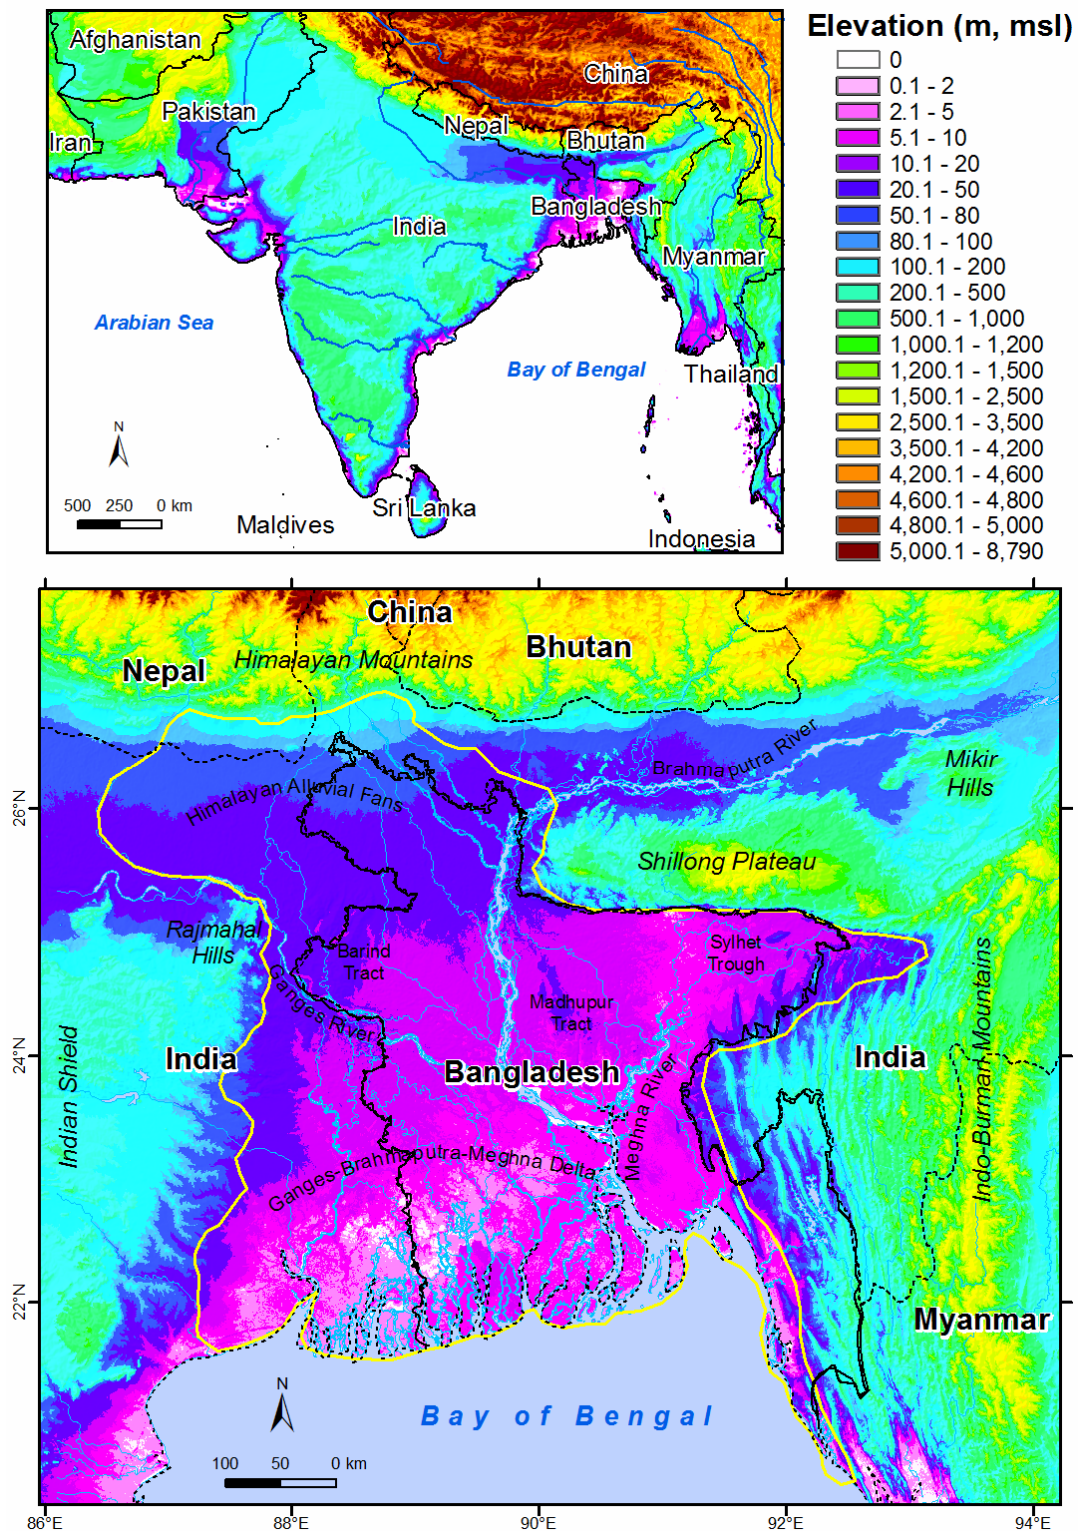 Elevation (m, msl)
0
0.1 - 2
2.1 - 5
5.1 - 10
10.1 - 20
20.1 - 50
50.1 - 80
80.1 - 100
100.1 - 200
200.1 - 500
500.1 - 1,000
1,000.1 - 1,200
1,200.1 - 1,500
1,500.1 - 2,500
2,500.1 - 3,500
3,500.1 - 4,200
4,200.1 - 4,600
4,600.1 - 4,800
4,800.1 - 5,000
5,000.1 - 8,790
Afghanistan
China
Pakistan
Nepal
Iran
Bhutan
Bangladesh
India
Myanmar
Arabian Sea
Bay of Bengal
Thailand
N
500 250 0 km
Sri Lanka
Maldives
Indonesia
China
Nepal
Himalayan Mountains
Bhutan
Brahmaputra River
Mikir
Hills
Himalayan Alluvial Fans
26°N
Shillong Plateau
Rajmahal
Hills
Barind
Tract
Sylhet
Trough
Ganges River
Madhupur
Tract
Indo-Burman Mountains
24°N
Indian Shield
India
Bangladesh
India
Meghna River
Ganges-Brahmaputra-Meghna Delta
22°N
Myanmar
N
Bay of Bengal
100 50 0 km
86°E
88°E
90°E
92°E
94°E